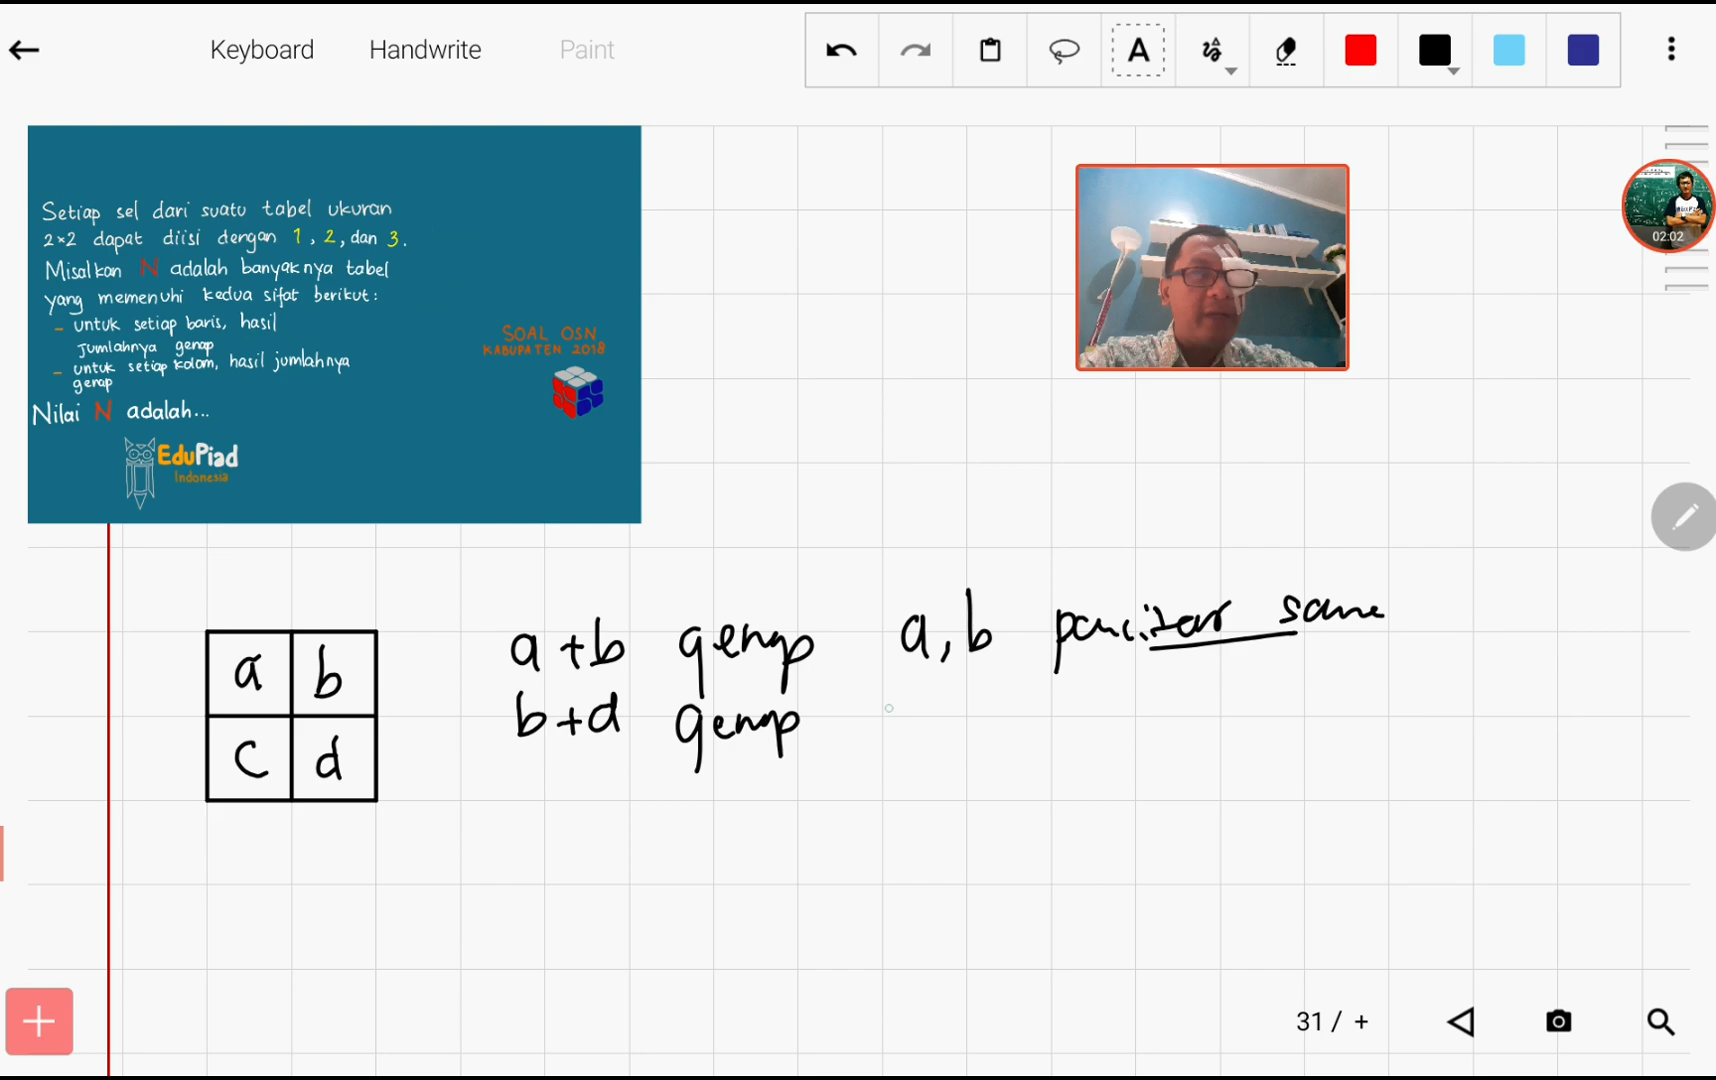 Keyboard Handwrite Paint
A
Setiap sel dari suatu tabel ukuran
2×2 dapat diisi dengan 1, 2, dan 3.
Misalkan N adalah banyaknya tabel
yang memenuhi kedua sifat berikut:
- untuk setiap baris, hasil
jumlahnya genap
- untuk setiap kolom, hasil jumlahnya
genap
Nilai N adalah...
SOAL OSN
KABUPATEN 2018
EduPiad
Indonesia
02:02
a b
c d
a+b genap a, b paritas sama
b+d genap
31 / +